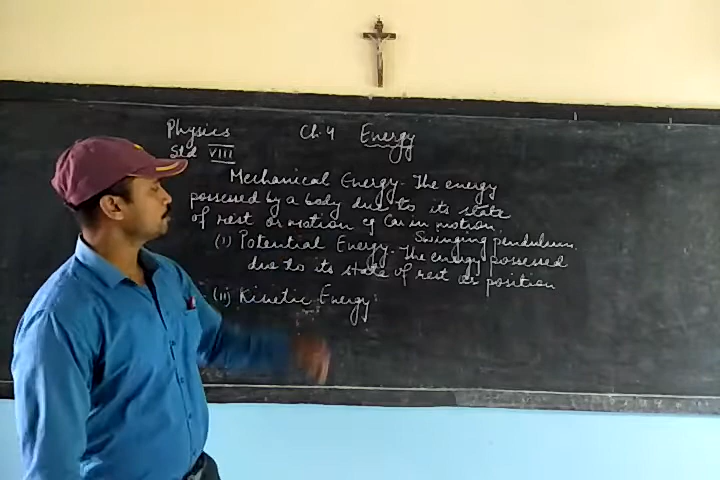 Physics Ch. 4 Energy
Std VIII
Mechanical Energy - The energy
possessed by a body due to its state
of rest or motion eg Car in motion,
Swinging pendulum.
(i) Potential Energy - The energy possessed
due to its state of rest or position
(ii) Kinetic Energy: